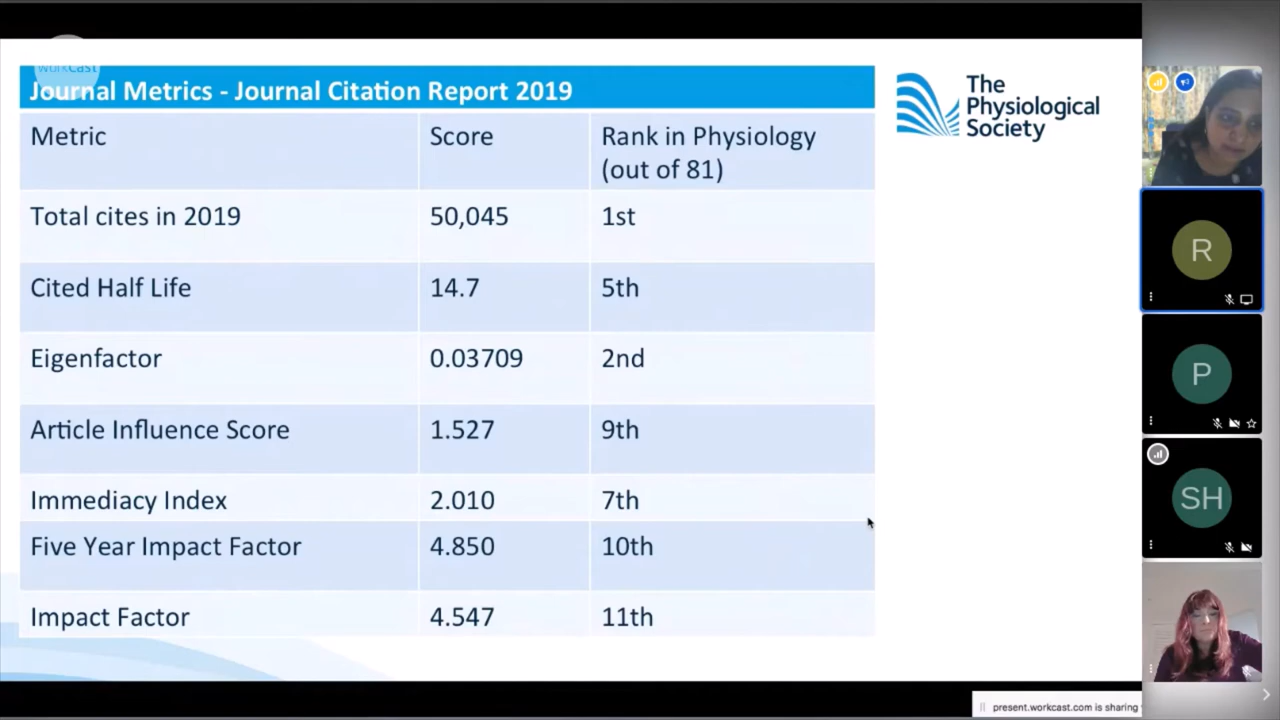 workCast
Journal Metrics - Journal Citation Report 2019
Metric
Score
Rank in Physiology
(out of 81)
Total cites in 2019
50,045
1st
Cited Half Life
14.7
5th
Eigenfactor
0.03709
2nd
Article Influence Score
1.527
9th
Immediacy Index
2.010
7th
Five Year Impact Factor
4.850
10th
Impact Factor
4.547
11th
The
Physiological
Society
R
P
SH
present.workcast.com is sharing